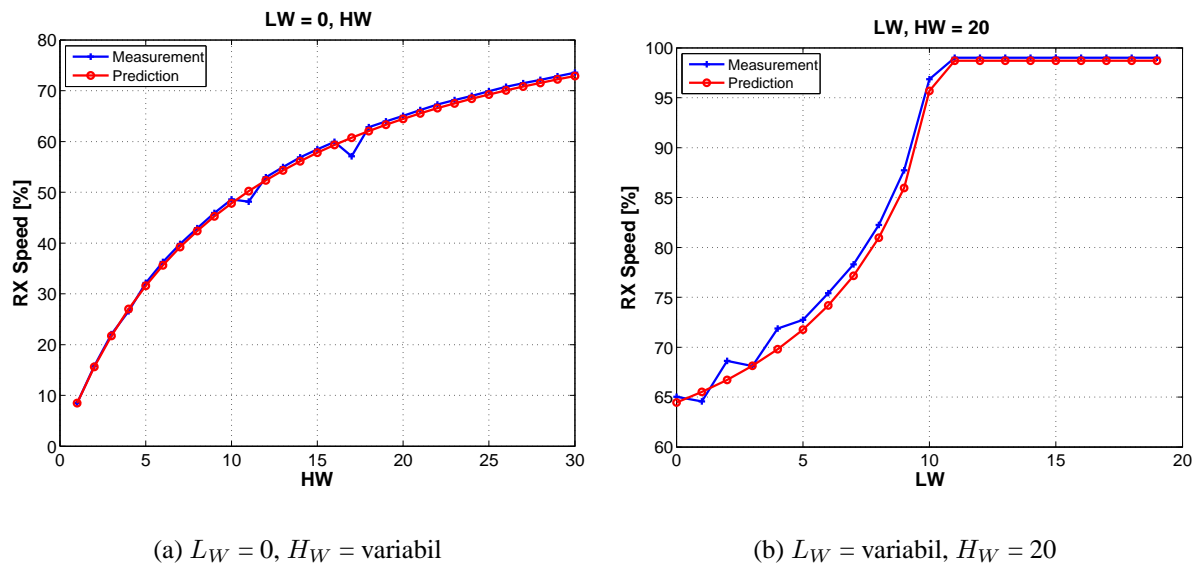 LW = 0, HW
Measurement
Prediction
RX Speed [%]
80
70
60
50
40
30
20
10
0
0 5 10 15 20 25 30
HW
(a) L_W = 0, H_W = variabil
LW, HW = 20
Measurement
Prediction
RX Speed [%]
100
95
90
85
80
75
70
65
60
0 5 10 15 20
LW
(b) L_W = variabil, H_W = 20